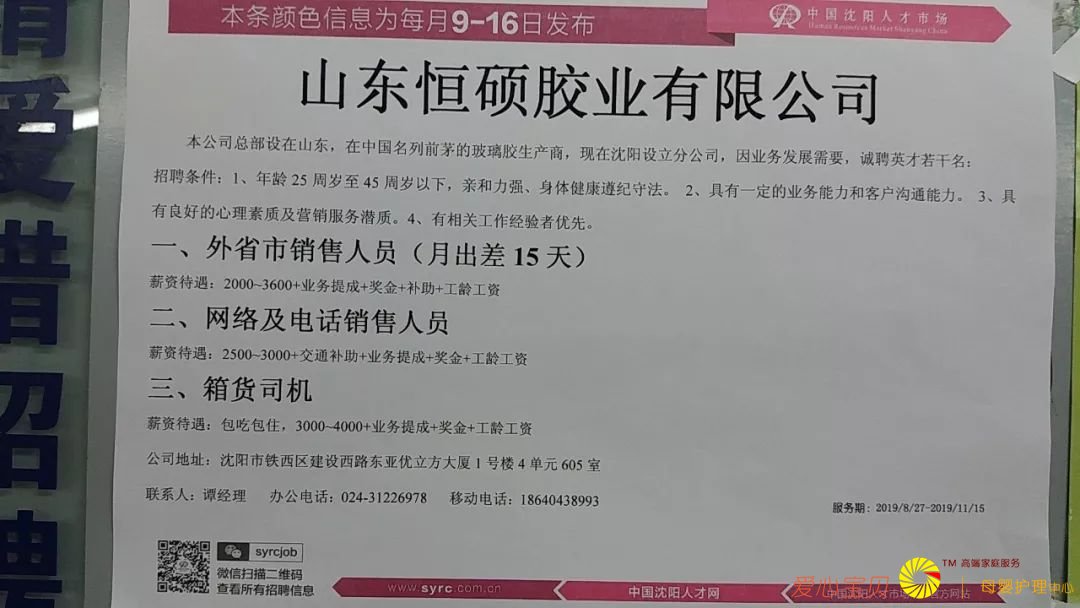 本条颜色信息为每月9-16日发布
中国沈阳人才市场
Human Resources Market Shenyang China
山东恒硕胶业有限公司
本公司总部设在山东，在中国名列前茅的玻璃胶生产商，现在沈阳设立分公司，因业务发展需要，诚聘英才若干名：
招聘条件：1、年龄25周岁至45周岁以下，亲和力强、身体健康遵纪守法。 2、具有一定的业务能力和客户沟通能力。 3、具
有良好的心理素质及营销服务潜质。4、有相关工作经验者优先。
一、外省市销售人员（月出差15天）
薪资待遇：2000~3600+业务提成+奖金+补助+工龄工资
二、网络及电话销售人员
薪资待遇：2500~3000+交通补助+业务提成+奖金+工龄工资
三、箱货司机
薪资待遇：包吃包住，3000~4000+业务提成+奖金+工龄工资
公司地址：沈阳市铁西区建设西路东亚优立方大厦1号楼4单元605室
联系人：谭经理 办公电话：024-31226978 移动电话：18640438993
服务期：2019/8/27-2019/11/15
syrcjob
微信扫描二维码
查看所有招聘信息
www.syrc.com.cn
中国沈阳人才网
中国沈阳人才市场 官方网站
爱心宝贝
TM 高端家庭服务
母婴护理中心
爱惜招聘